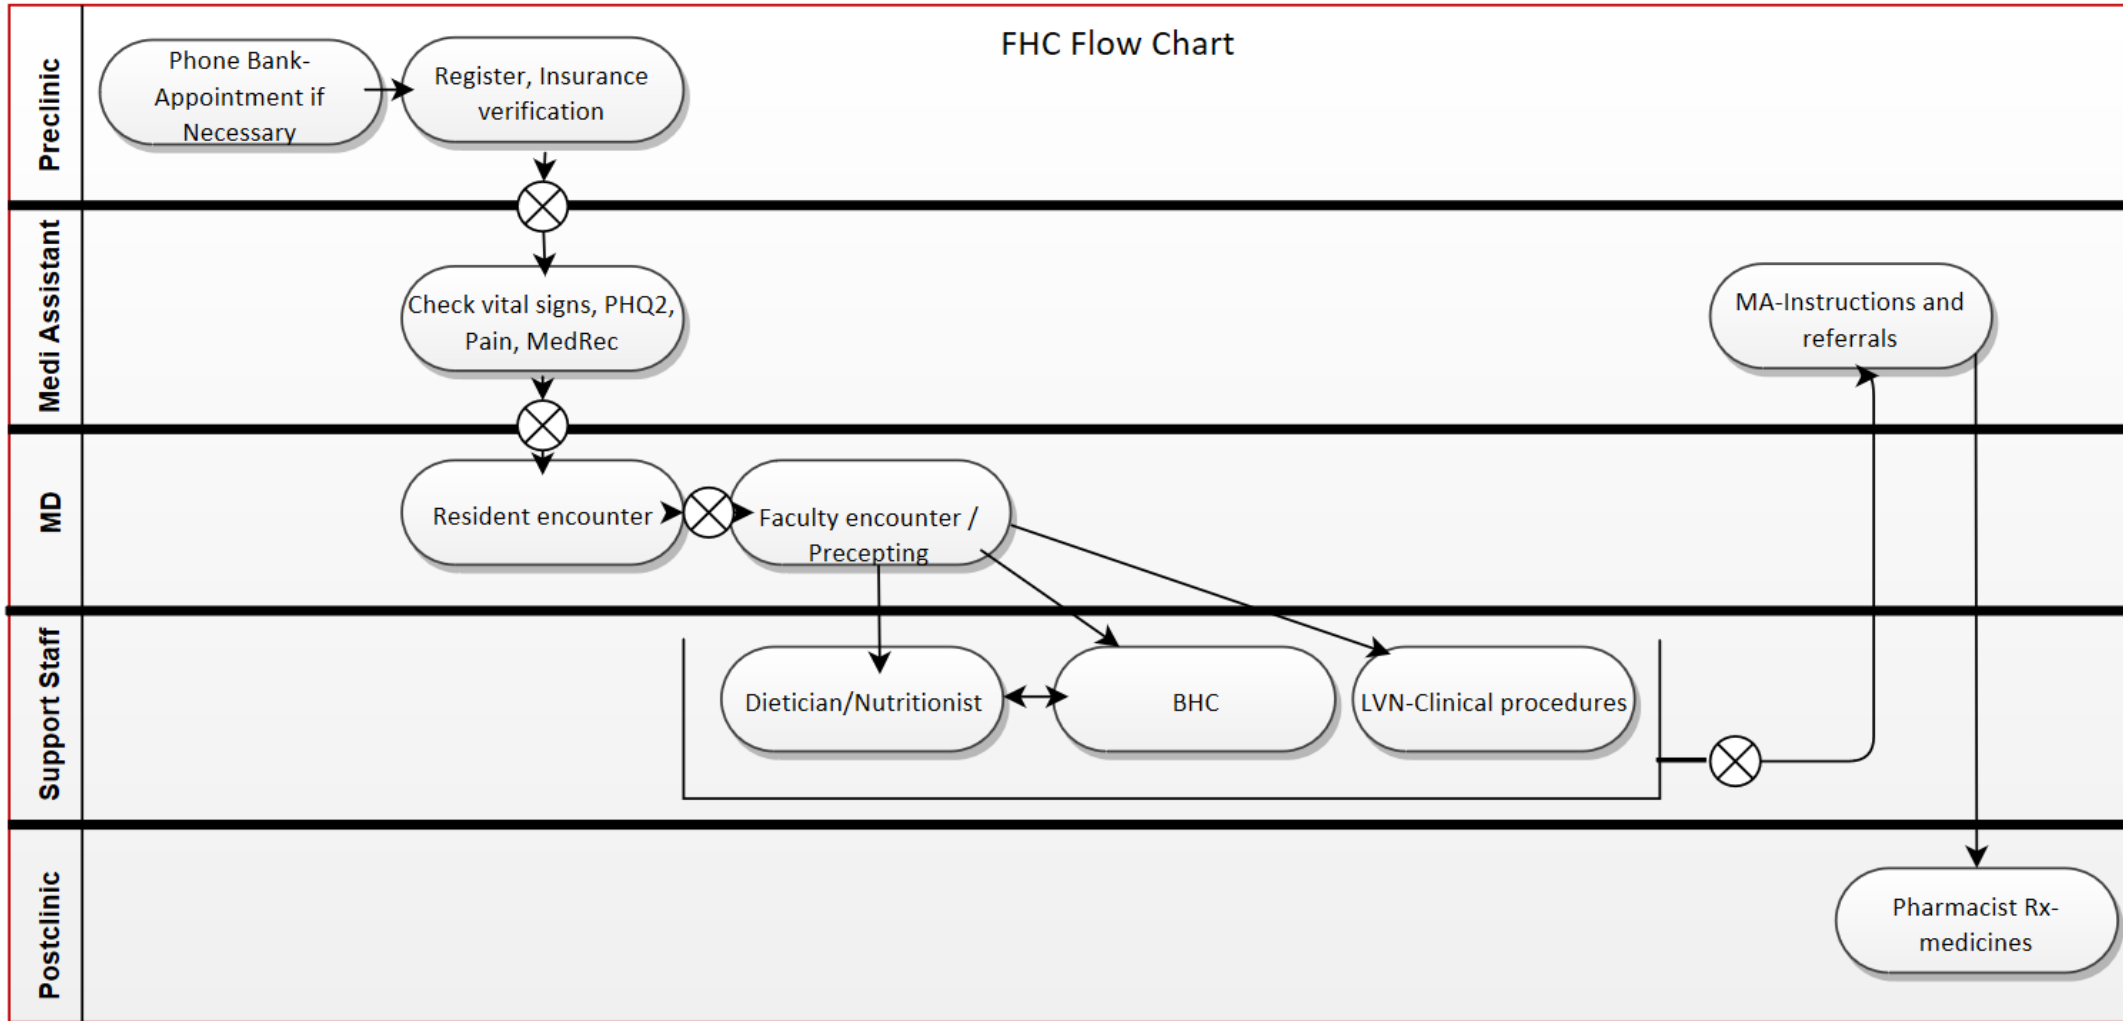 FHC Flow Chart
Preclinic
Phone Bank-
Appointment if
Necessary
Register, Insurance
verification
Medi Assistant
Check vital signs, PHQ2,
Pain, MedRec
MA-Instructions and
referrals
MD
Resident encounter
Faculty encounter /
Precepting
Support Staff
Dietician/Nutritionist
BHC
LVN-Clinical procedures
Postclinic
Pharmacist Rx-
medicines